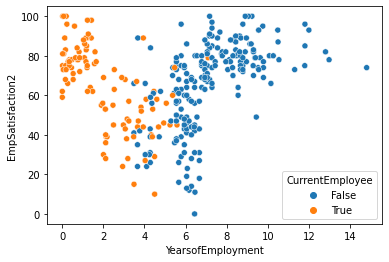 100
80
60
40
20
0
EmpSatisfaction2
CurrentEmployee
False
True
0 2 4 6 8 10 12 14
YearsofEmployment